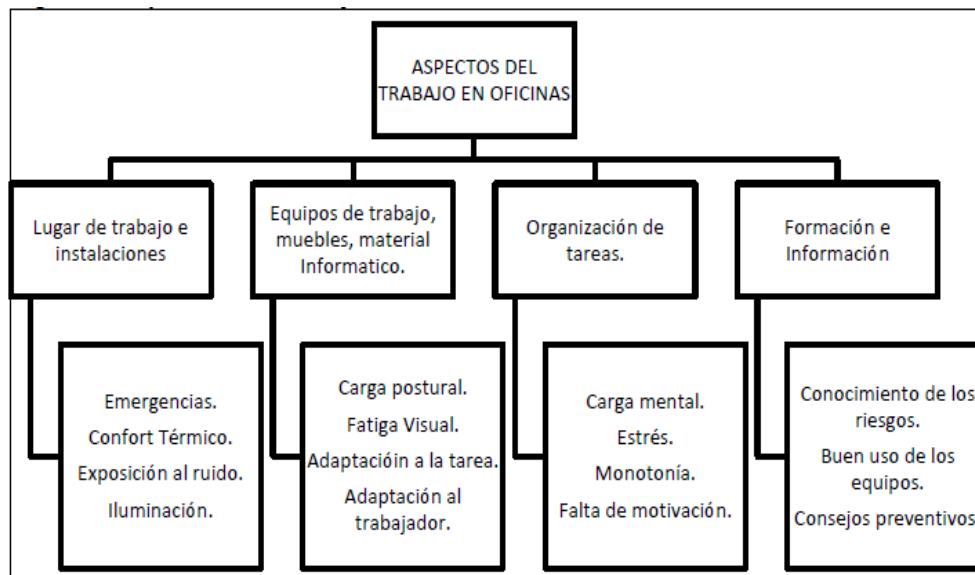 ASPECTOS DEL
TRABAJO EN OFICINAS
Lugar de trabajo e
instalaciones
Equipos de trabajo,
muebles, material
Informatico.
Organización de
tareas.
Formación e
Información
Emergencias.
Confort Térmico.
Exposición al ruido.
Iluminación.
Carga postural.
Fatiga Visual.
Adaptacióin a la tarea.
Adaptación al
trabajador.
Carga mental.
Estrés.
Monotonía.
Falta de motivación.
Conocimiento de los
riesgos.
Buen uso de los
equipos.
Consejos preventivos